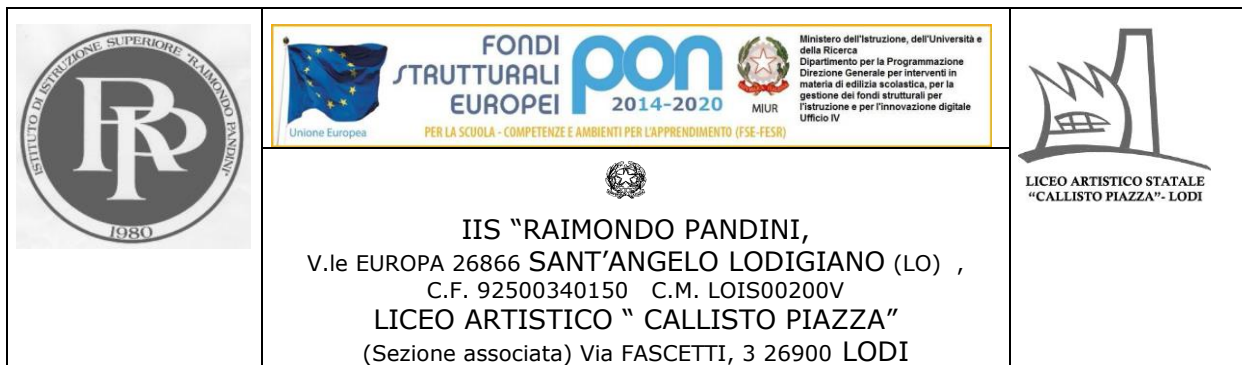 ISTITUTO DI ISTRUZIONE SUPERIORE "RAIMONDO PANDINI"
1980
Unione Europea
FONDI
STRUTTURALI
EUROPEI
pon
2014-2020
MIUR
Ministero dell'Istruzione, dell'Università e
della Ricerca
Dipartimento per la Programmazione
Direzione Generale per interventi in
materia di edilizia scolastica, per la
gestione dei fondi strutturali per
l'istruzione e per l'innovazione digitale
Ufficio IV
PER LA SCUOLA - COMPETENZE E AMBIENTI PER L'APPRENDIMENTO (FSE-FESR)
IIS “RAIMONDO PANDINI,
V.le EUROPA 26866 SANT’ANGELO LODIGIANO (LO) ,
C.F. 92500340150 C.M. LOIS00200V
LICEO ARTISTICO “ CALLISTO PIAZZA”
(Sezione associata) Via FASCETTI, 3 26900 LODI
LICEO ARTISTICO STATALE
“CALLISTO PIAZZA”- LODI